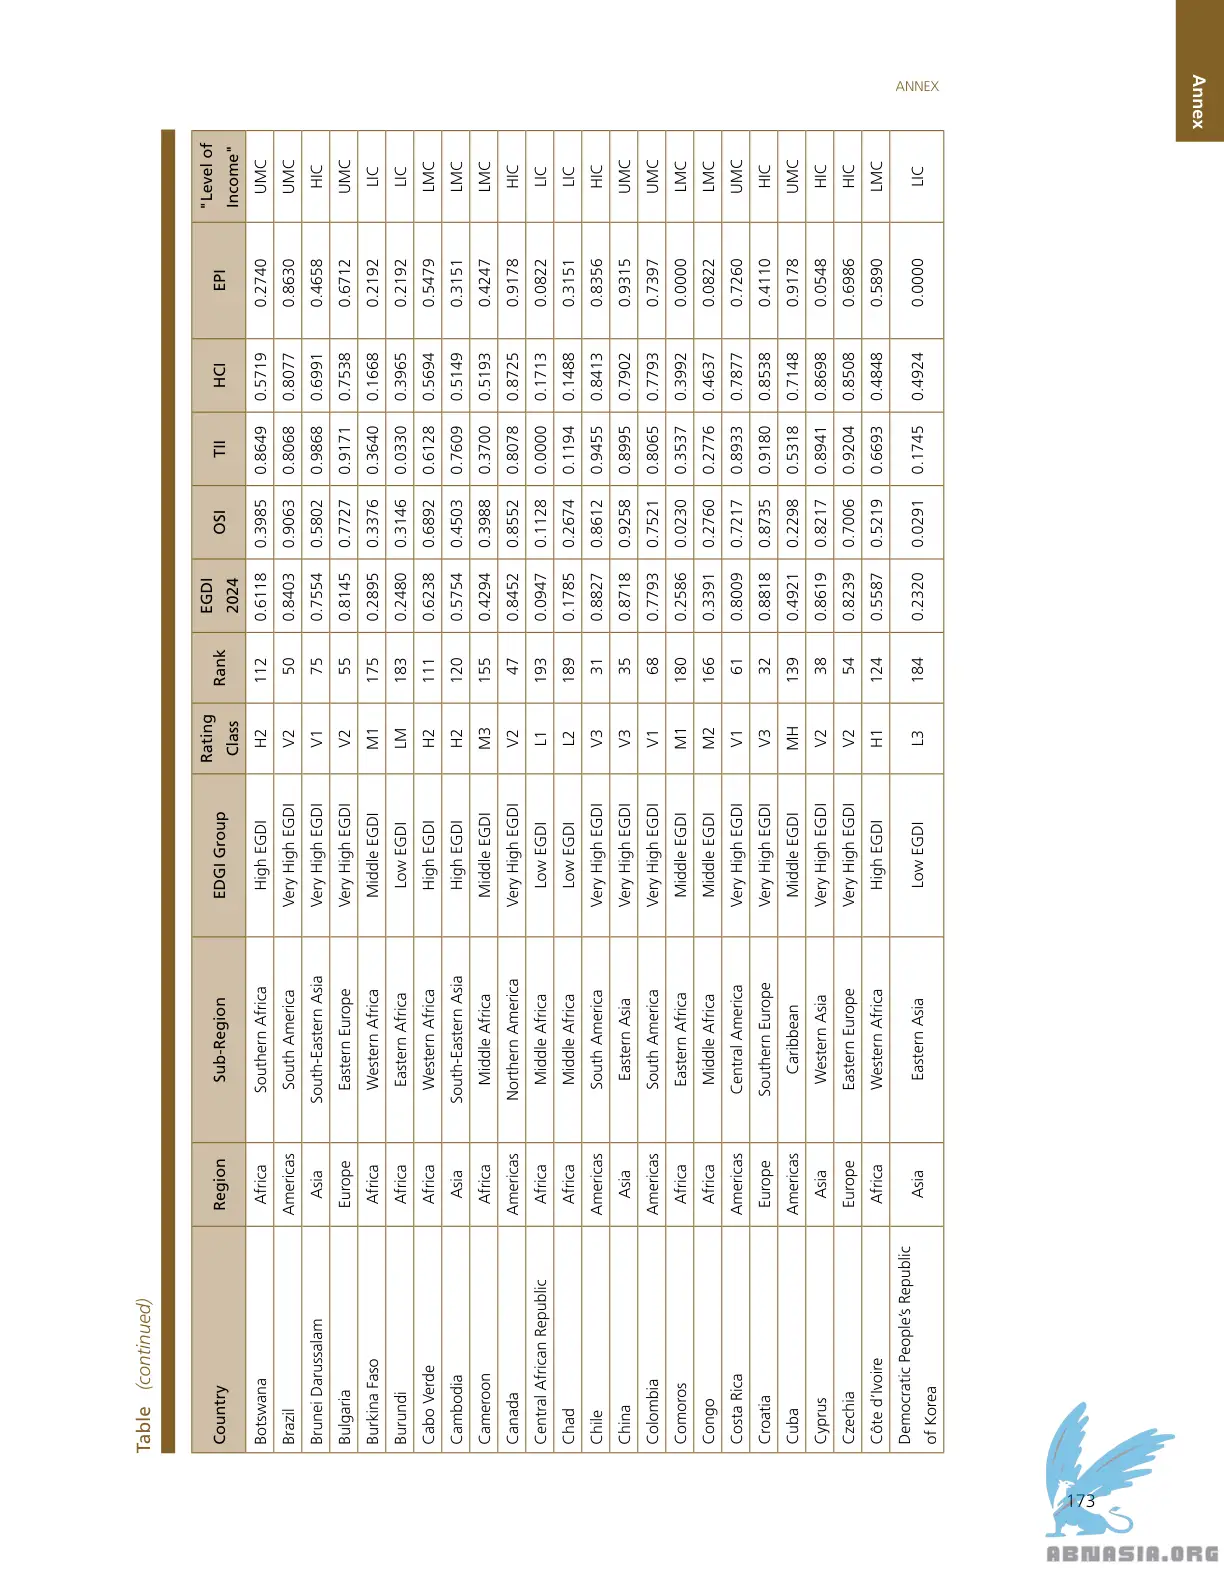 ANNEX
Annex
Table (continued)
Country Region Sub-Region EDGI Group Rating Class Rank EGDI 2024 OSI TII HCI EPI "Level of Income"
Botswana Africa Southern Africa High EGDI H2 112 0.6118 0.3985 0.8649 0.5719 0.2740 UMC
Brazil Americas South America Very High EGDI V2 50 0.8403 0.9063 0.8068 0.8077 0.8630 UMC
Brunei Darussalam Asia South-Eastern Asia Very High EGDI V1 75 0.7554 0.5802 0.9868 0.6991 0.4658 HIC
Bulgaria Europe Eastern Europe Very High EGDI V2 55 0.8145 0.7727 0.9171 0.7538 0.6712 UMC
Burkina Faso Africa Western Africa Middle EGDI M1 175 0.2895 0.3376 0.3640 0.1668 0.2192 LIC
Burundi Africa Eastern Africa Low EGDI LM 183 0.2480 0.3146 0.0330 0.3965 0.2192 LIC
Cabo Verde Africa Western Africa High EGDI H2 111 0.6238 0.6892 0.6128 0.5694 0.5479 LMC
Cambodia Asia South-Eastern Asia High EGDI H2 120 0.5754 0.4503 0.7609 0.5149 0.3151 LMC
Cameroon Africa Middle Africa Middle EGDI M3 155 0.4294 0.3988 0.3700 0.5193 0.4247 LMC
Canada Americas Northern America Very High EGDI V2 47 0.8452 0.8552 0.8078 0.8725 0.9178 HIC
Central African Republic Africa Middle Africa Low EGDI L1 193 0.0947 0.1128 0.0000 0.1713 0.0822 LIC
Chad Africa Middle Africa Low EGDI L2 189 0.1785 0.2674 0.1194 0.1488 0.3151 LIC
Chile Americas South America Very High EGDI V3 31 0.8827 0.8612 0.9455 0.8413 0.8356 HIC
China Asia Eastern Asia Very High EGDI V3 35 0.8718 0.9258 0.8995 0.7902 0.9315 UMC
Colombia Americas South America Very High EGDI V1 68 0.7793 0.7521 0.8065 0.7793 0.7397 UMC
Comoros Africa Eastern Africa Middle EGDI M1 180 0.2586 0.0230 0.3537 0.3992 0.0000 LMC
Congo Africa Middle Africa Middle EGDI M2 166 0.3391 0.2760 0.2776 0.4637 0.0822 LMC
Costa Rica Americas Central America Very High EGDI V1 61 0.8009 0.7217 0.8933 0.7877 0.7260 UMC
Croatia Europe Southern Europe Very High EGDI V3 32 0.8818 0.8735 0.9180 0.8538 0.4110 HIC
Cuba Americas Caribbean Middle EGDI MH 139 0.4921 0.2298 0.5318 0.7148 0.9178 UMC
Cyprus Asia Western Asia Very High EGDI V2 38 0.8619 0.8217 0.8941 0.8698 0.0548 HIC
Czechia Europe Eastern Europe Very High EGDI V2 54 0.8239 0.7006 0.9204 0.8508 0.6986 HIC
Côte d’Ivoire Africa Western Africa High EGDI H1 124 0.5587 0.5219 0.6693 0.4848 0.5890 LMC
Democratic People’s Republic of Korea Asia Eastern Asia Low EGDI L3 184 0.2320 0.0291 0.1745 0.4924 0.0000 LIC
173
ABNASIA.ORG